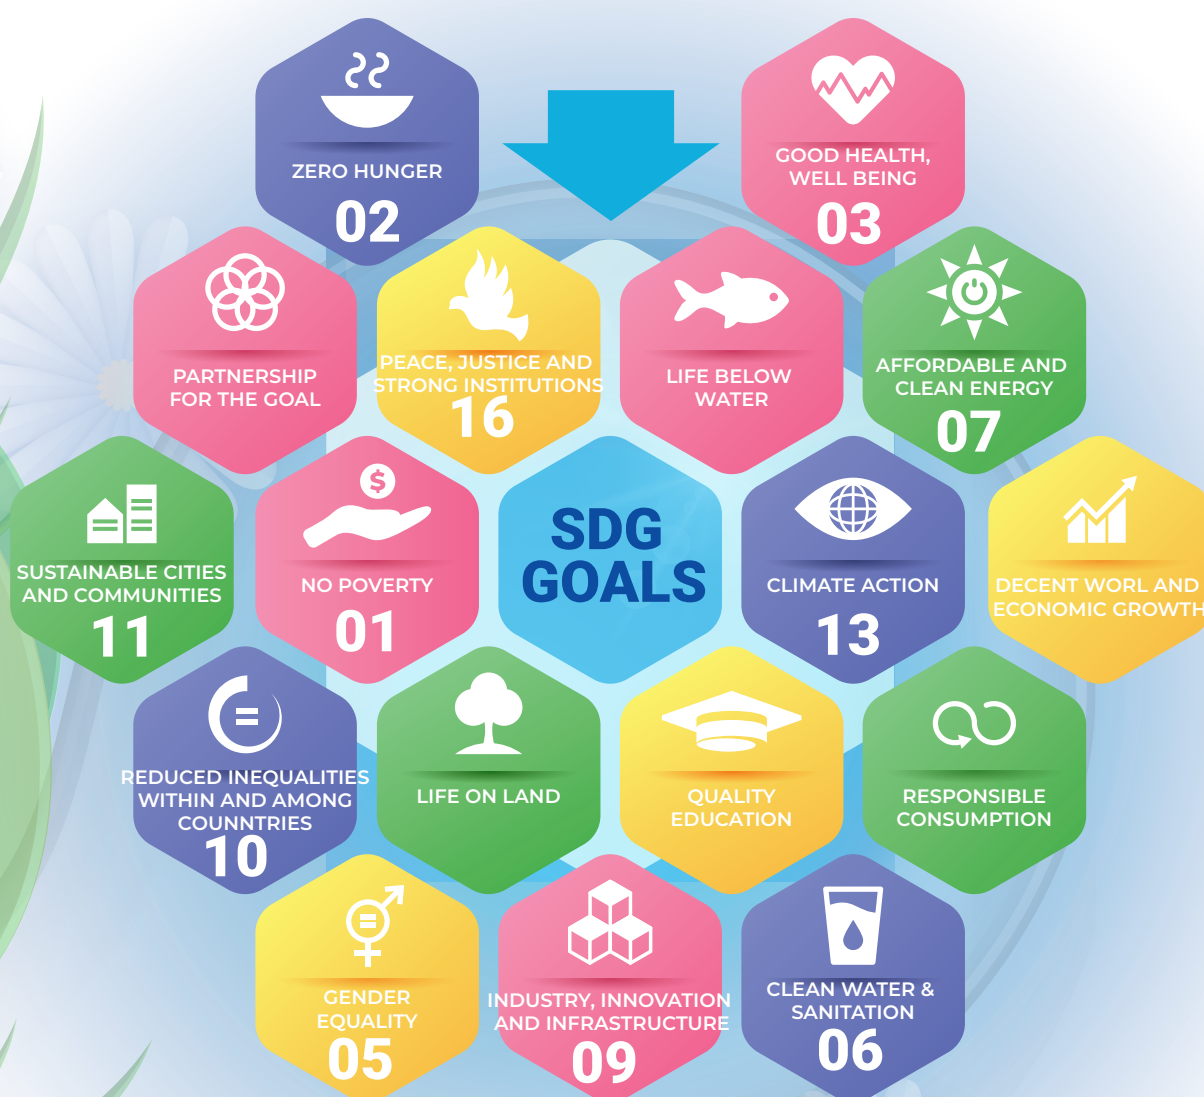 ZERO HUNGER
02
GOOD HEALTH,
WELL BEING
03
PARTNERSHIP
FOR THE GOAL
PEACE, JUSTICE AND
STRONG INSTITUTIONS
16
LIFE BELOW
WATER
AFFORDABLE AND
CLEAN ENERGY
07
SUSTAINABLE CITIES
AND COMMUNITIES
11
$
NO POVERTY
01
SDG
GOALS
CLIMATE ACTION
13
DECENT WORL AND
ECONOMIC GROWTH
REDUCED INEQUALITIES
WITHIN AND AMONG
COUNNTRIES
10
LIFE ON LAND
QUALITY
EDUCATION
RESPONSIBLE
CONSUMPTION
GENDER
EQUALITY
05
INDUSTRY, INNOVATION
AND INFRASTRUCTURE
09
CLEAN WATER &
SANITATION
06